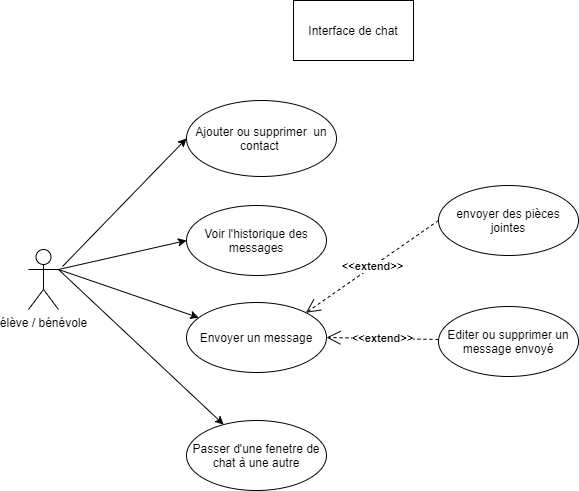 Interface de chat
Ajouter ou supprimer un
contact
envoyer des pièces
jointes
Voir l'historique des
messages
<<extend>>
élève / bénévole
Envoyer un message
<<extend>>
Editer ou supprimer un
message envoyé
Passer d'une fenetre de
chat à une autre